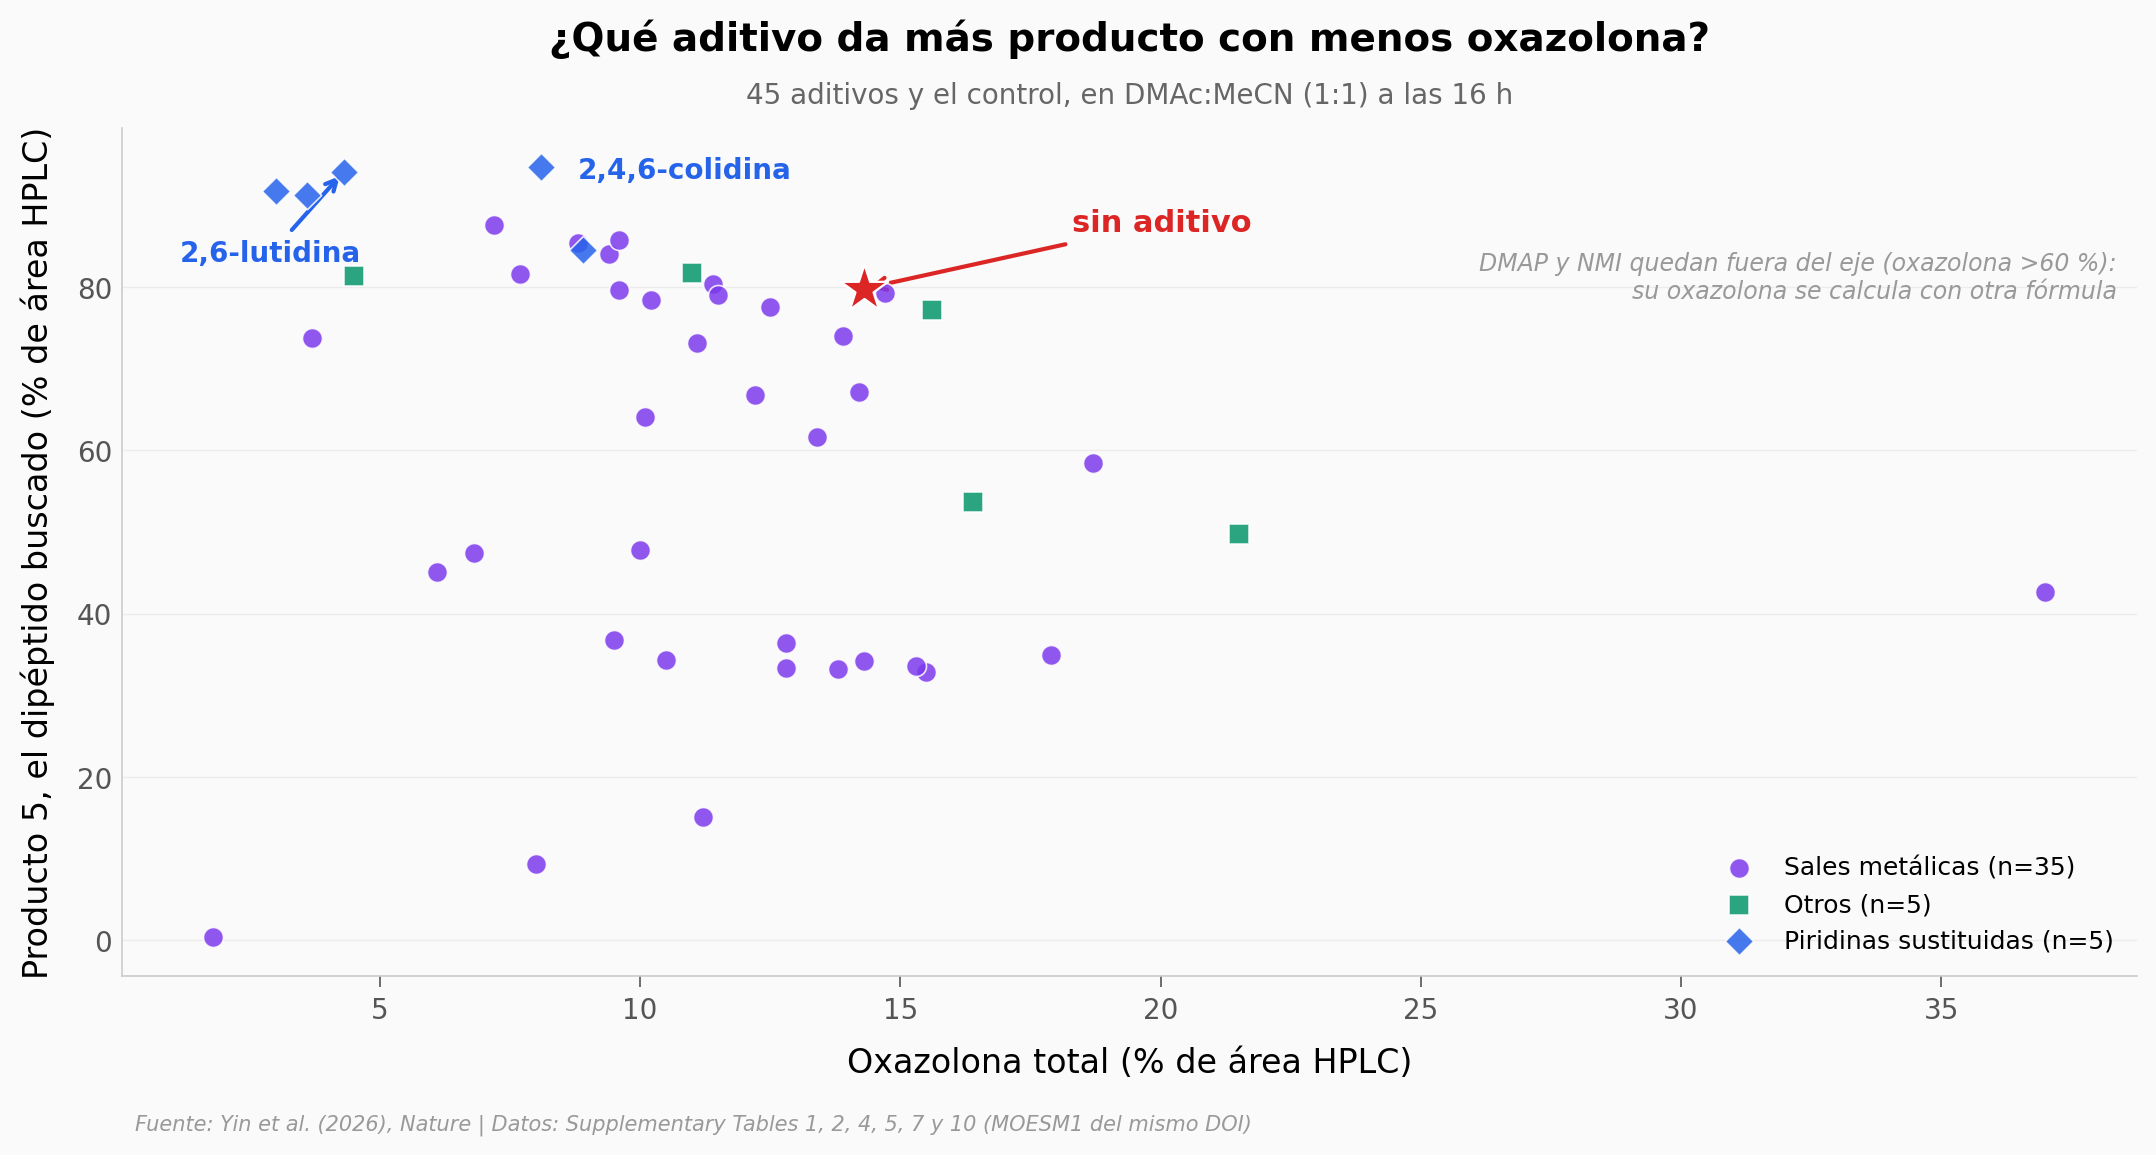 ¿Qué aditivo da más producto con menos oxazolona?
45 aditivos y el control, en DMAc:MeCN (1:1) a las 16 h
Producto 5, el dipéptido buscado (% de área HPLC)
80
60
40
20
0
2,4,6-colidina
2,6-lutidina
sin aditivo
DMAP y NMI quedan fuera del eje (oxazolona >60 %):
su oxazolona se calcula con otra fórmula
Sales metálicas (n=35)
Otros (n=5)
Piridinas sustituidas (n=5)
5
10
15
20
25
30
35
Oxazolona total (% de área HPLC)
Fuente: Yin et al. (2026), Nature | Datos: Supplementary Tables 1, 2, 4, 5, 7 y 10 (MOESM1 del mismo DOI)